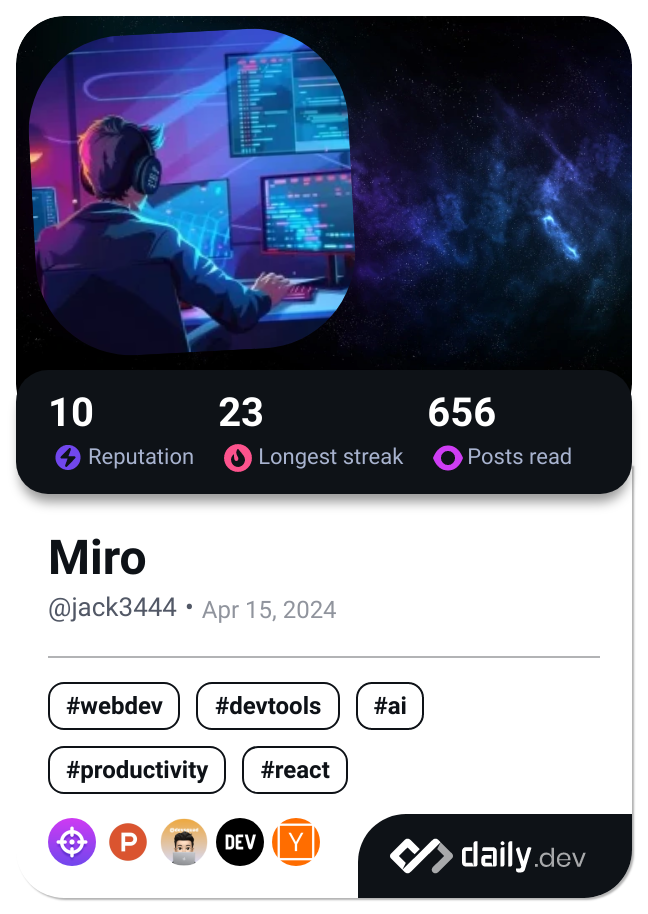 10 23 656
Reputation Longest streak Posts read
Miro
@jack3444 • Apr 15, 2024
#webdev #devtools #ai
#productivity #react
P DEV Y
daily.dev